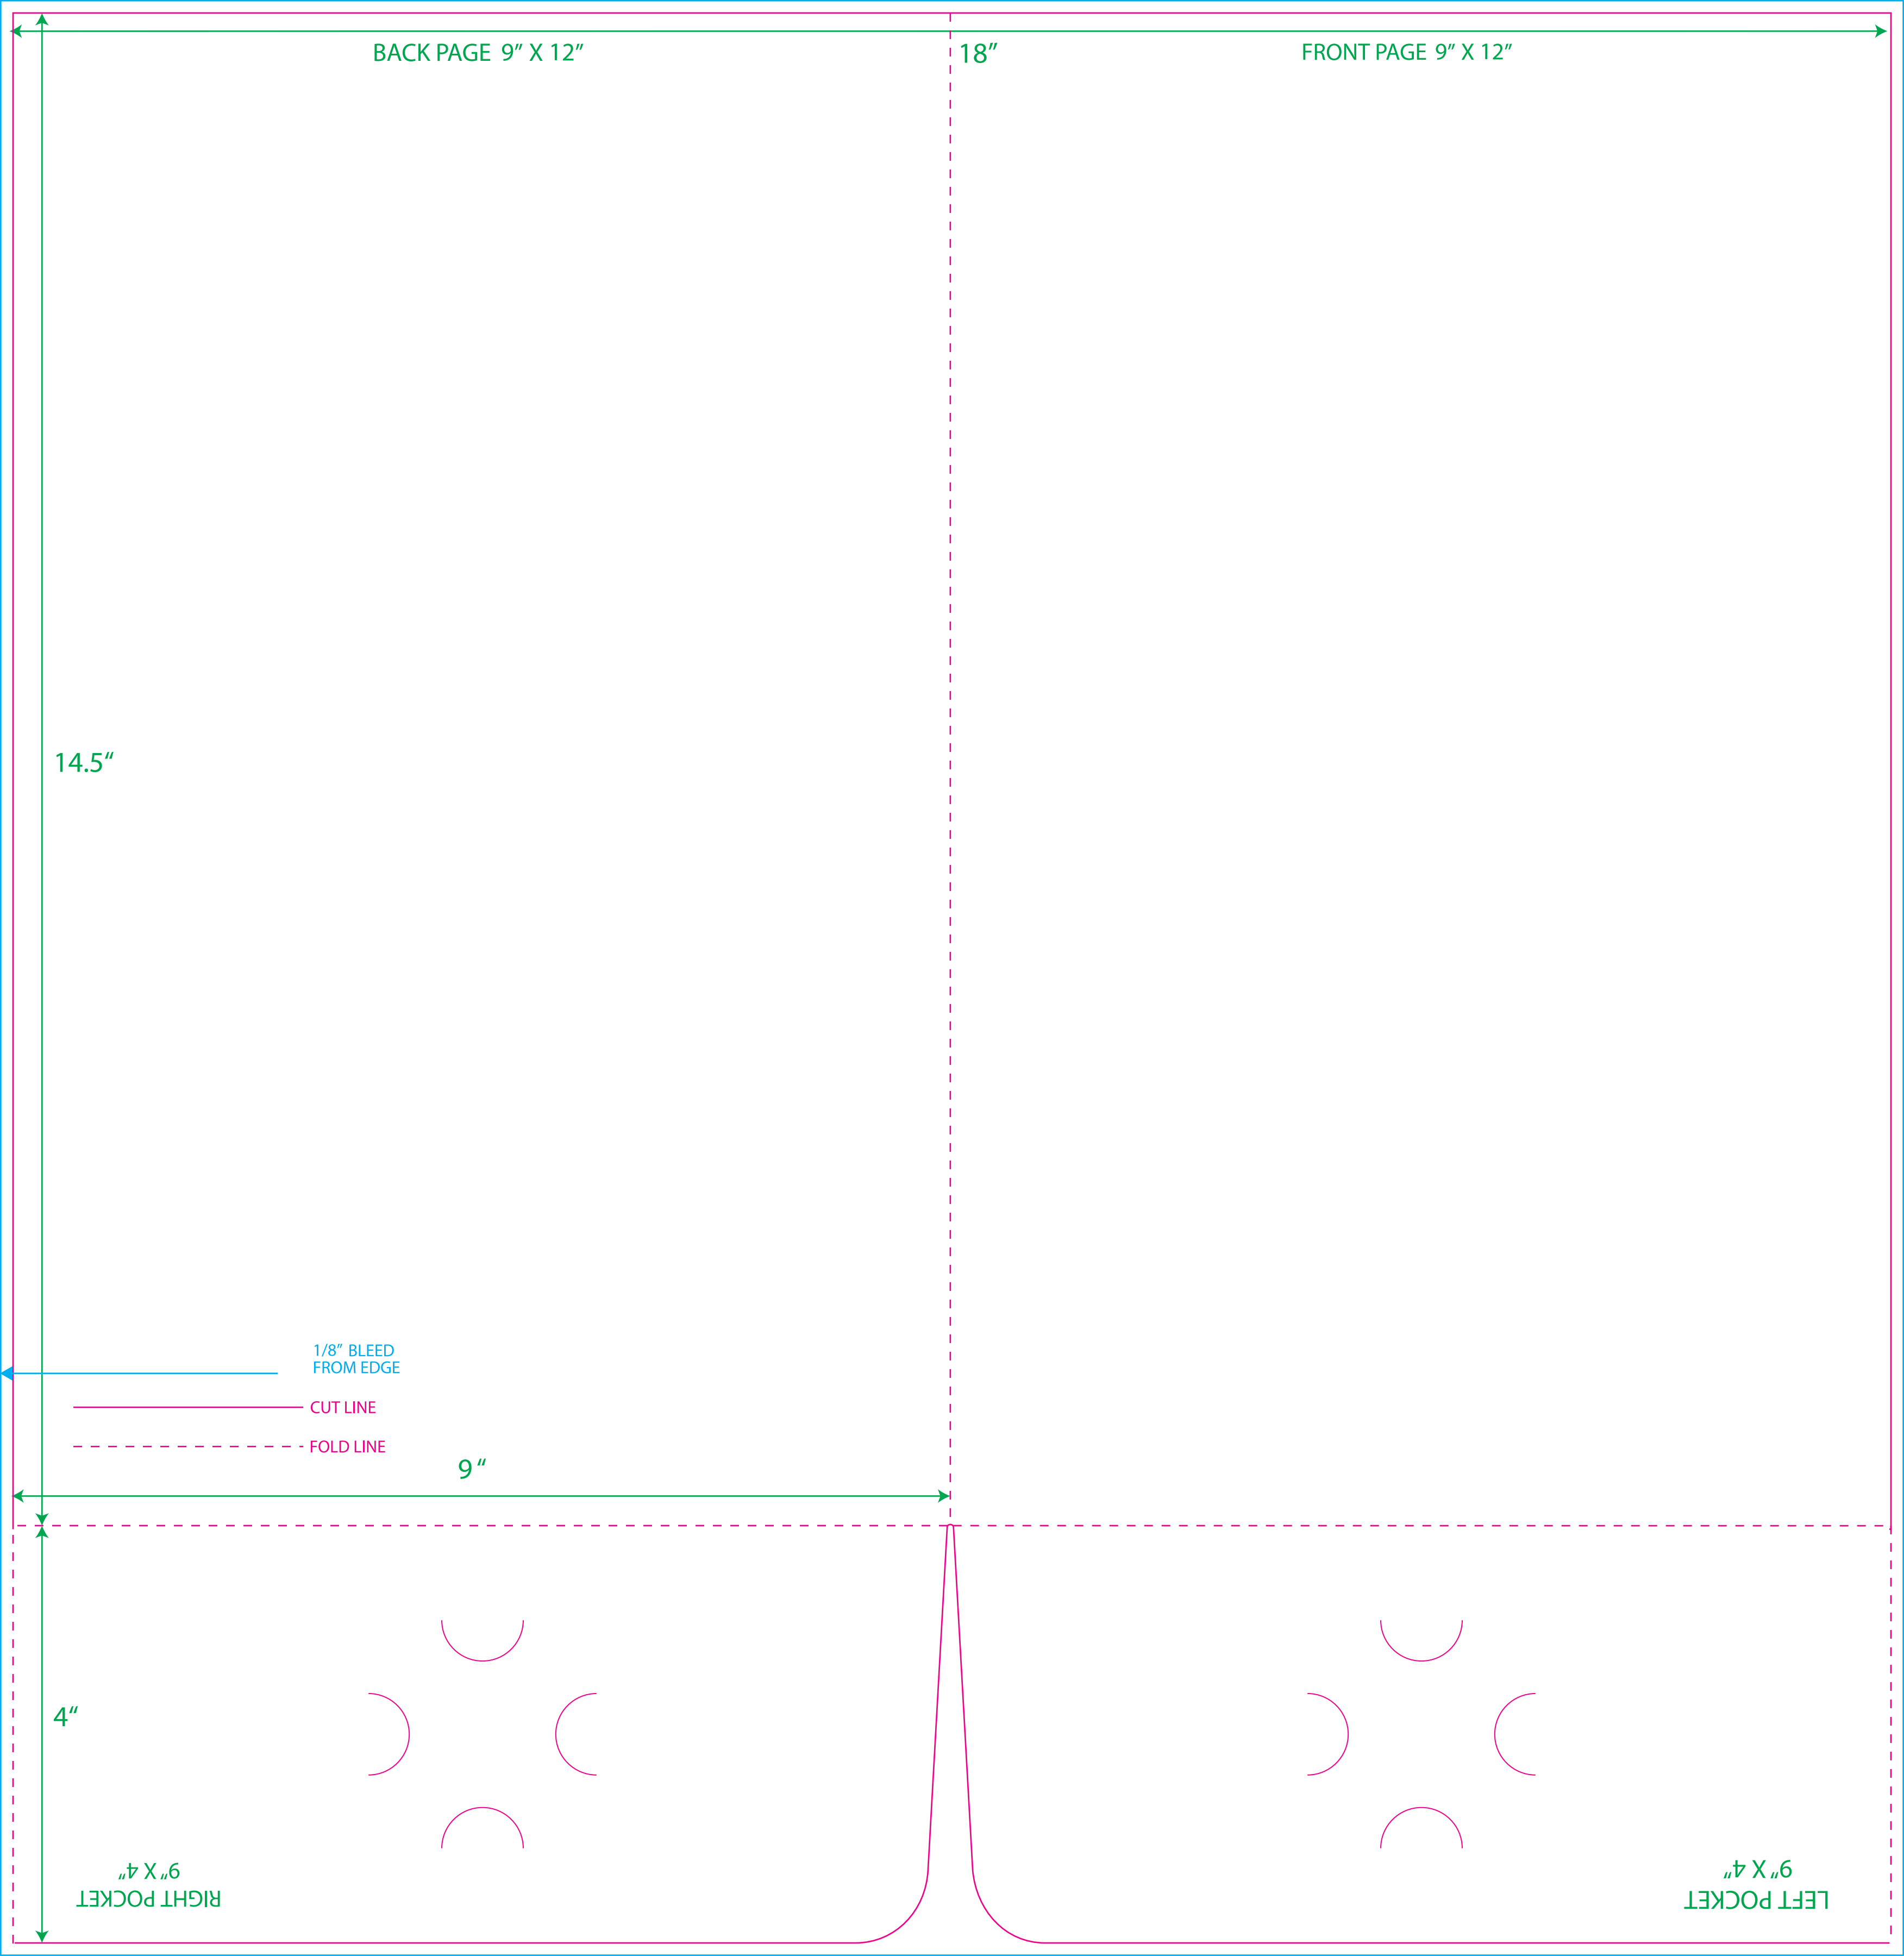 BACK PAGE 9” X 12”
18”
FRONT PAGE 9” X 12”
14.5“
1/8” BLEED
FROM EDGE
CUT LINE
FOLD LINE
9 “
4“
RIGHT POCKET
9” X 4”
LEFT POCKET
9” X 4”